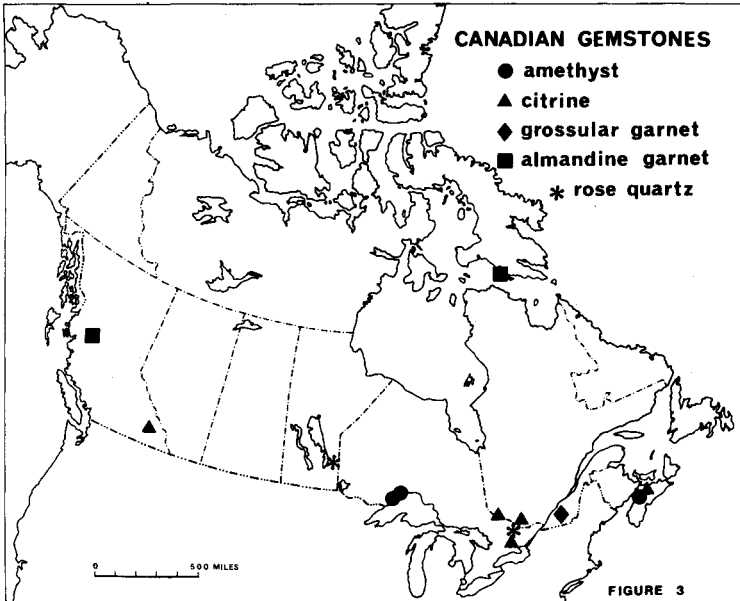 CANADIAN GEMSTONES
amethyst
citrine
grossular garnet
almandine garnet
rose quartz
0 500 MILES
FIGURE 3